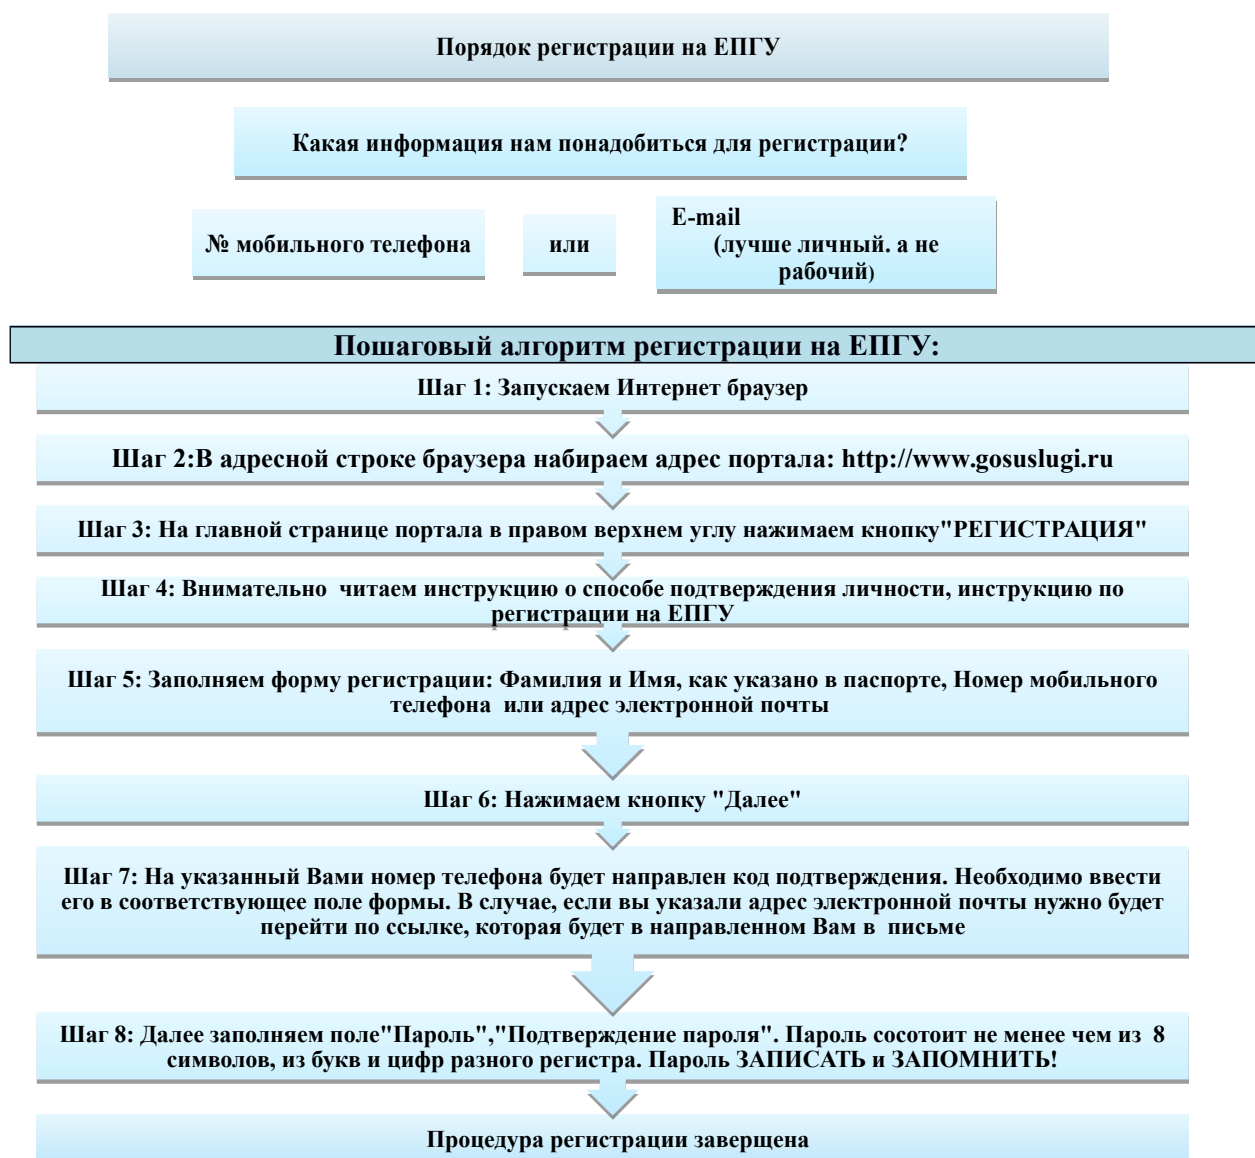 Порядок регистрации на ЕПГУ
Какая информация нам понадобиться для регистрации?
№ мобильного телефона
или
E-mail
(лучше личный. а не
рабочий)
Пошаговый алгоритм регистрации на ЕПГУ:
Шаг 1: Запускаем Интернет браузер
Шаг 2:В адресной строке браузера набираем адрес портала: http://www.gosuslugi.ru
Шаг 3: На главной странице портала в правом верхнем углу нажимаем кнопку"РЕГИСТРАЦИЯ"
Шаг 4: Внимательно  читаем инструкцию о способе подтверждения личности, инструкцию по
регистрации на ЕПГУ
Шаг 5: Заполняем форму регистрации: Фамилия и Имя, как указано в паспорте, Номер мобильного
телефона  или адрес электронной почты
Шаг 6: Нажимаем кнопку "Далее"
Шаг 7: На указанный Вами номер телефона будет направлен код подтверждения. Необходимо ввести
его в соответствующее поле формы. В случае, если вы указали адрес электронной почты нужно будет
перейти по ссылке, которая будет в направленном Вам в  письме
Шаг 8: Далее заполняем поле"Пароль","Подтверждение пароля". Пароль сосотоит не менее чем из  8
символов, из букв и цифр разного регистра. Пароль ЗАПИСАТЬ и ЗАПОМНИТЬ!
Процедура регистрации заверщена